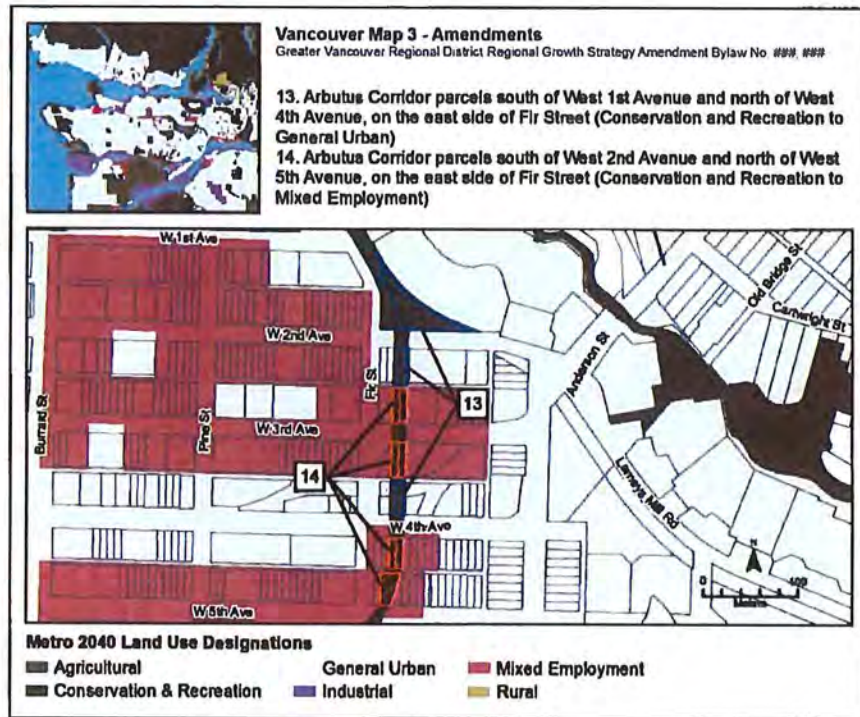 Vancouver Map 3 - Amendments
Greater Vancouver Regional District Regional Growth Strategy Amendment Bylaw No. ###, ###
13. Arbutus Corridor parcels south of West 1st Avenue and north of West
4th Avenue, on the east side of Fir Street (Conservation and Recreation to
General Urban)
14. Arbutus Corridor parcels south of West 2nd Avenue and north of West
5th Avenue, on the east side of Fir Street (Conservation and Recreation to
Mixed Employment)
W 1st Ave
Old Bridge St
Cartwright St
W 2nd Ave
Anderson St
Fir St
13
Burrard St
Pine St
W 3rd Ave
14
Lameys Mill Rd
W 4th Ave
N
0 100
Meters
W 5th Ave
Metro 2040 Land Use Designations
Agricultural General Urban Mixed Employment
Conservation & Recreation Industrial Rural